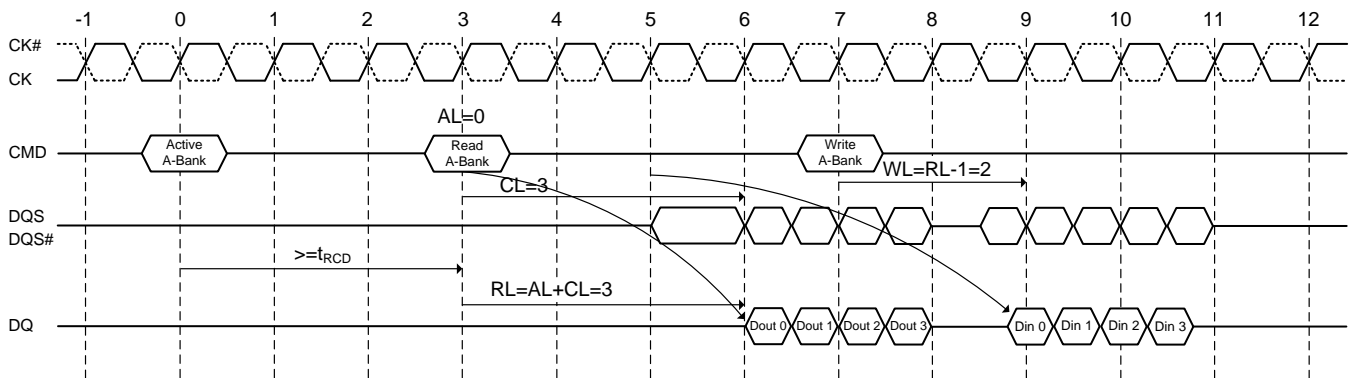 -1 0 1 2 3 4 5 6 7 8 9 10 11 12
CK#
CK
AL=0
CMD
Active
A-Bank
Read
A-Bank
Write
A-Bank
CL=3
WL=RL-1=2
DQS
DQS#
>=tRCD
RL=AL+CL=3
DQ
Dout 0 Dout 1 Dout 2 Dout 3 Din 0 Din 1 Din 2 Din 3